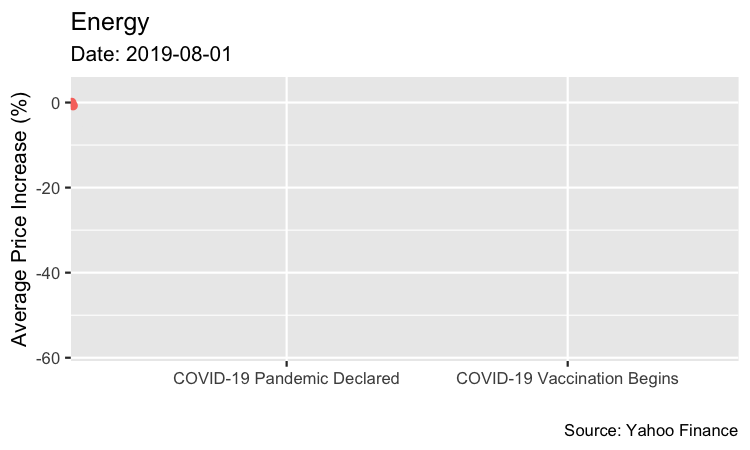 Energy
Date: 2019-08-01
Average Price Increase (%)
0
-20
-40
-60
COVID-19 Pandemic Declared
COVID-19 Vaccination Begins
Source: Yahoo Finance